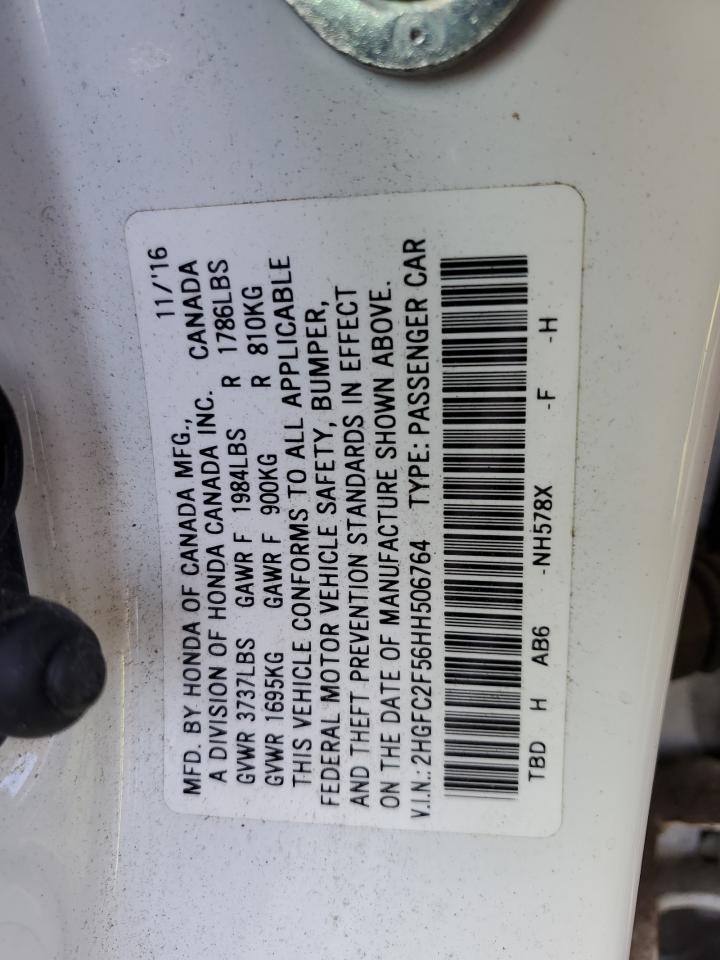 MFD. BY HONDA OF CANADA MFG., 11/16
A DIVISION OF HONDA CANADA INC. CANADA
GVWR 3737LBS GAWR F 1984LBS R 1786LBS
GVWR 1695KG GAWR F 900KG R 810KG
THIS VEHICLE CONFORMS TO ALL APPLICABLE
FEDERAL MOTOR VEHICLE SAFETY, BUMPER,
AND THEFT PREVENTION STANDARDS IN EFFECT
ON THE DATE OF MANUFACTURE SHOWN ABOVE.
V.I.N.: 2HGFC2F56HH506764 TYPE: PASSENGER CAR
TBD H AB6 -NH578X -F -H